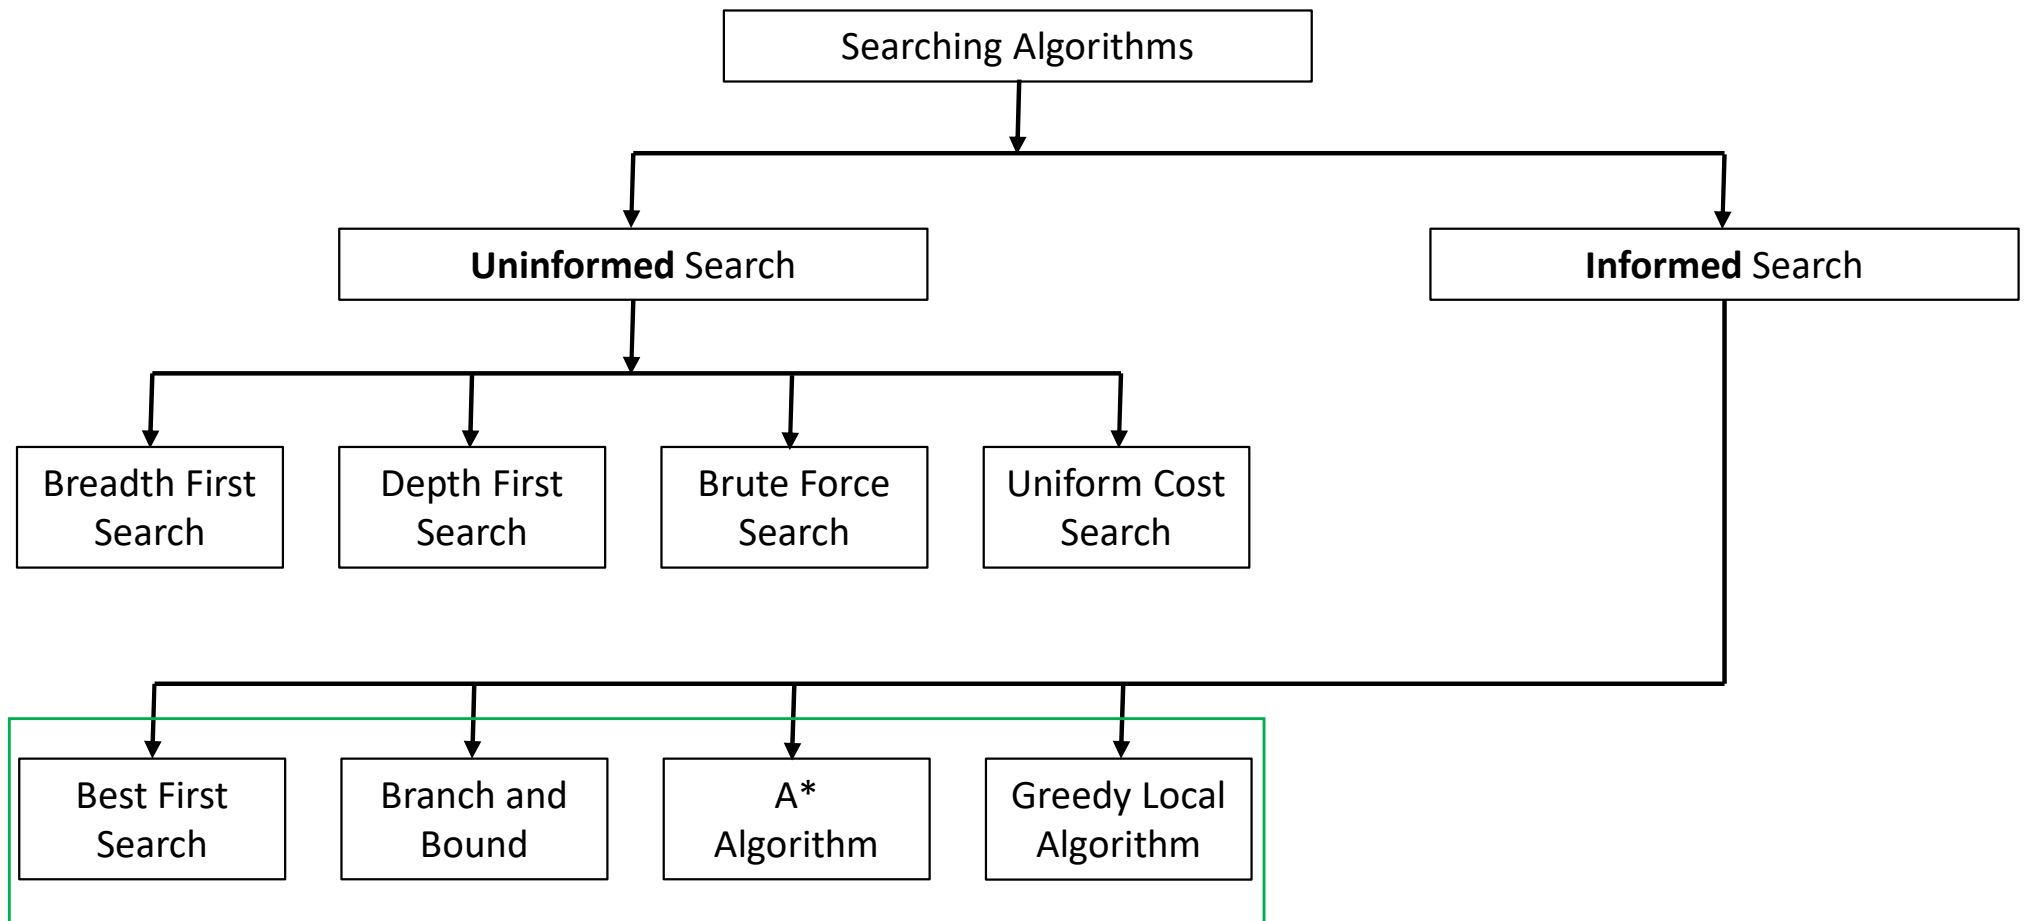 Searching Algorithms
Uninformed Search
Informed Search
Breadth First
Search
Depth First
Search
Brute Force
Search
Uniform Cost
Search
Best First
Search
Branch and
Bound
A*
Algorithm
Greedy Local
Algorithm